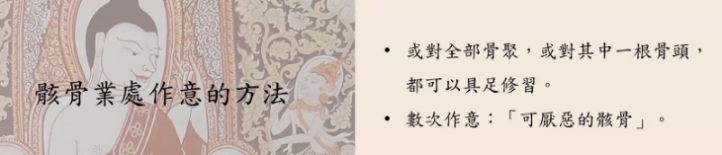 骸骨業處作意的方法
• 或對全部骨聚，或對其中一根骨頭，
都可以具足修習。
• 數次作意：「可厭惡的骸骨」。